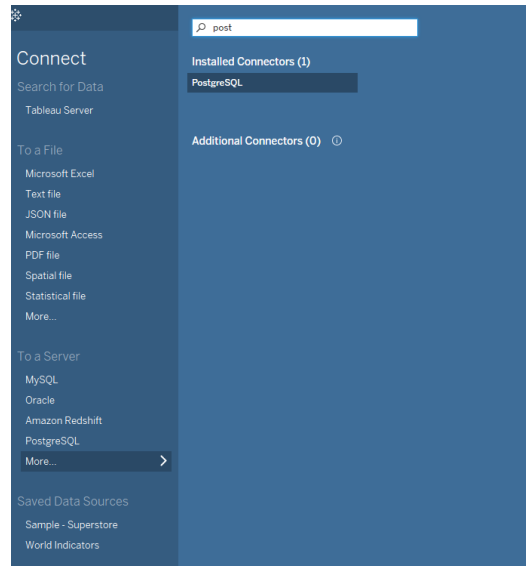 Connect
Search for Data
Tableau Server
To a File
Microsoft Excel
Text file
JSON file
Microsoft Access
PDF file
Spatial file
Statistical file
More...
To a Server
MySQL
Oracle
Amazon Redshift
PostgreSQL
More...
Saved Data Sources
Sample - Superstore
World Indicators
post
Installed Connectors (1)
PostgreSQL
Additional Connectors (0)